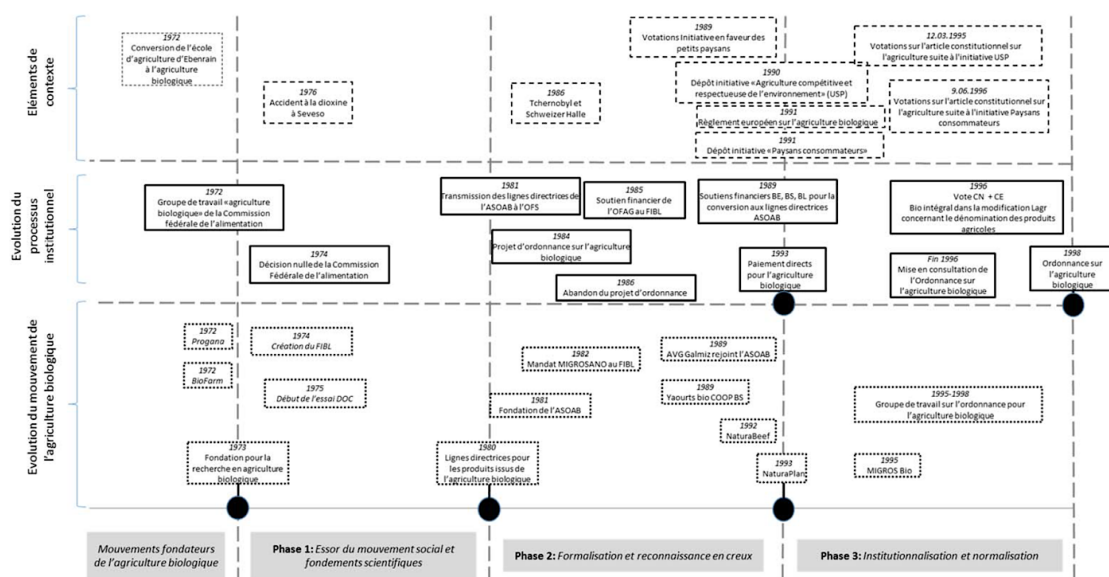 Eléments de
contexte
1972
Conversion de l'école
d'agriculture d'Ebenrain
à l'agriculture
biologique
1976
Accident à la dioxine
à Seveso
1986
Tchernobyl et
Schweizer Halle
1989
Votations Initiative en faveur des
petits paysans
1990
Dépôt initiative «Agriculture compétitive et
respectueuse de l'environnement» (USP)
1991
Règlement européen sur l'agriculture biologique
1991
Dépôt initiative «Paysans consommateurs»
12.03.1995
Votations sur l'article constitutionnel sur
l'agriculture suite à l'initiative USP
9.06.1996
Votations sur l'article constitutionnel sur
l'agriculture suite à l'initiative Paysans
consommateurs
Evolution du
processus
institutionnel
1972
Groupe de travail «agriculture
biologique» de la Commission
fédérale de l'alimentation
1974
Décision nulle de la Commission
Fédérale de l'alimentation
1981
Transmission des lignes directrices de
l'ASOAB à l'OFS
1984
Projet d'ordonnance sur l'agriculture
biologique
1986
Abandon du projet d'ordonnance
1985
Soutien financier de
l'OFAG au FIBL
1989
Soutiens financiers BE, BS, BL pour la
conversion aux lignes directrices
ASOAB
1993
Paiement directs
pour l'agriculture
biologique
1996
Vote CN + CE
Bio intégral dans la modification Lagr
concernant le dénomination des produits
agricoles
Fin 1996
Mise en consultation de
l'Ordonnance sur
l'agriculture biologique
1998
Ordonnance sur
l'agriculture
biologique
Evolution du mouvement de
l'agriculture biologique
1972
Progana
1972
BioFarm
1973
Fondation pour la
recherche en agriculture
biologique
1974
Création du FIBL
1975
Début de l'essai DOC
1980
Lignes directrices pour
les produits issus de
l'agriculture biologique
1982
Mandat MIGROSANO au FIBL
1981
Fondation de l'ASOAB
1989
AVG Galmiz rejoint l'ASOAB
1989
Yaourts bio COOP BS
1992
NaturaBeef
1993
NaturaPlan
1995-1998
Groupe de travail sur l'ordonnance pour
l'agriculture biologique
1995
MIGROS Bio
Mouvements fondateurs
de l'agriculture biologique
Phase 1: Essor du mouvement social et
fondements scientifiques
Phase 2: Formalisation et reconnaissance en creux
Phase 3: Institutionnalisation et normalisation